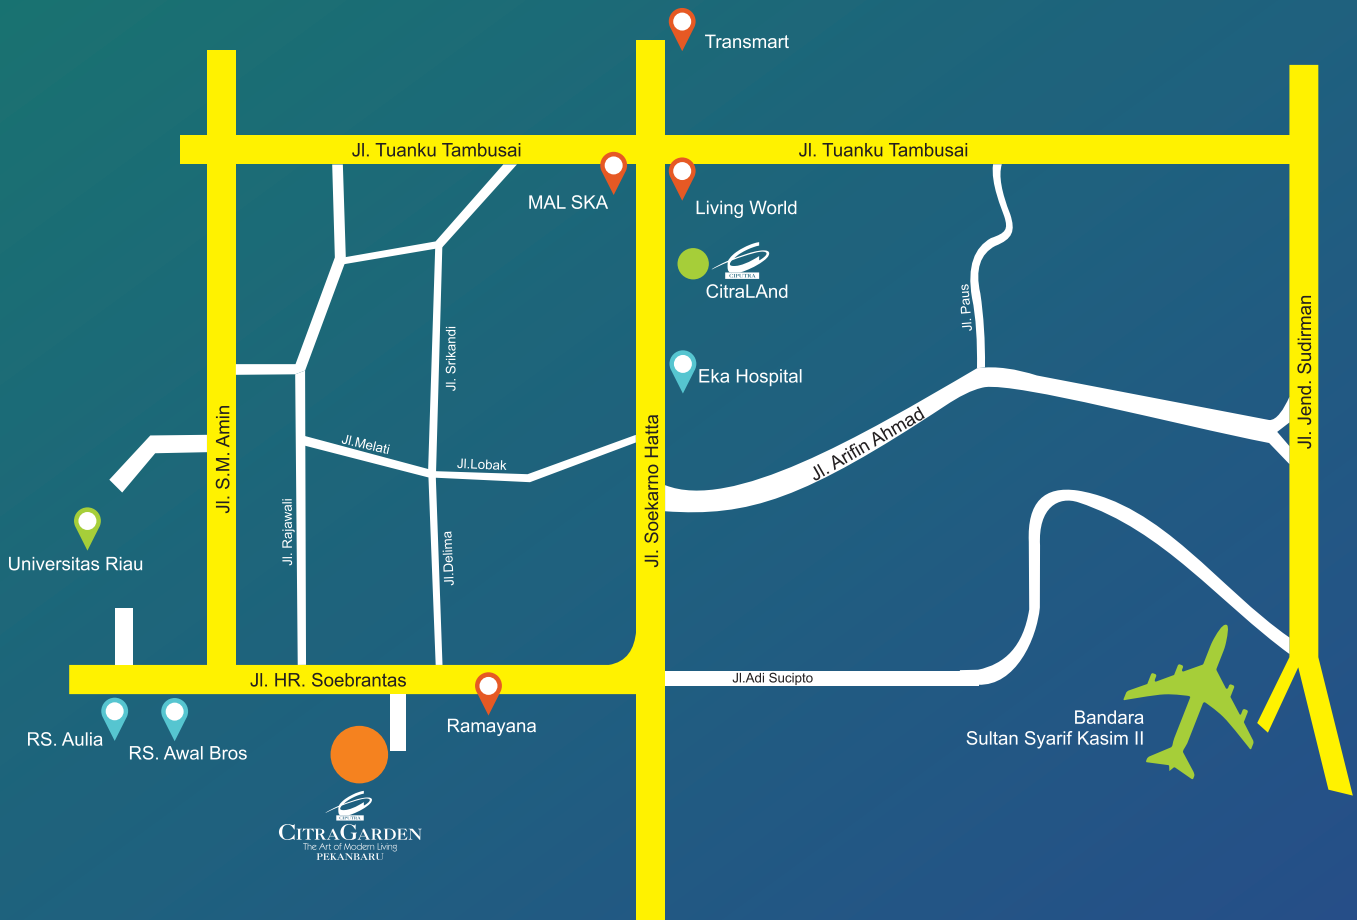 Transmart
Jl. Tuanku Tambusai
Jl. Tuanku Tambusai
MAL SKA
Living World
CIPUTRA
CitraLAnd
Jl. Paus
Jl. Srikandi
Jl. Jend. Sudirman
Eka Hospital
Jl. S.M. Amin
Jl. Arifin Ahmad
Jl. Soekarno Hatta
Jl.Melati
Jl.Lobak
Jl. Rajawali
Jl.Delima
Universitas Riau
Jl. HR. Soebrantas
Jl.Adi Sucipto
RS. Aulia
RS. Awal Bros
Ramayana
Bandara
Sultan Syarif Kasim II
CIPUTRA
CITRAGARDEN
The Art of Modern Living
PEKANBARU